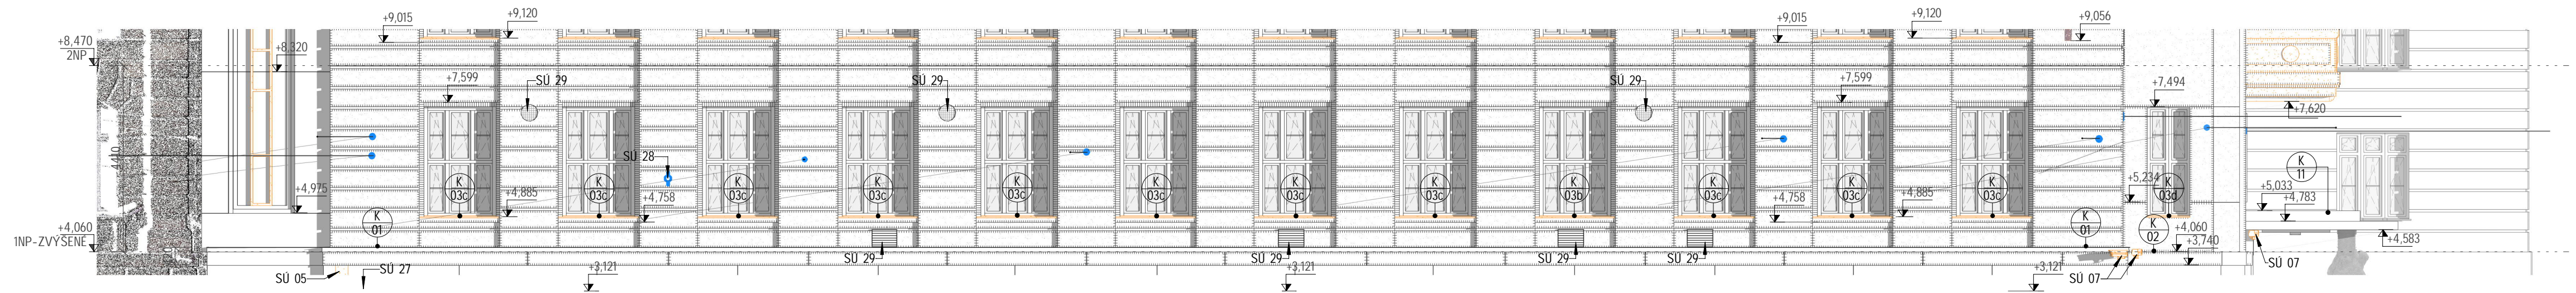 +9,015
+9,120
+9,015
+9,120
+9,056
+8,470
2NP
+8,320
+7,599
SÚ 29
SÚ 29
SÚ 29
+7,599
+7,494
+7,620
4,410
SÚ 28
+4,975
K
03c
K
03c
K
03c
K
03c
K
03c
K
03c
K
03c
K
03c
K
03b
K
03c
K
03c
K
03c
K
03d
K
11
+4,885
+4,758
+4,758
+4,885
+5,234
+5,033
+4,783
K
01
K
01
K
02
+4,060
1NP-ZVÝŠENÉ
+4,060
+3,740
+4,583
SÚ 29
SÚ 29
SÚ 29
SÚ 29
SÚ 05
SÚ 27
+3,121
+3,121
+3,121
SÚ 07
SÚ 07